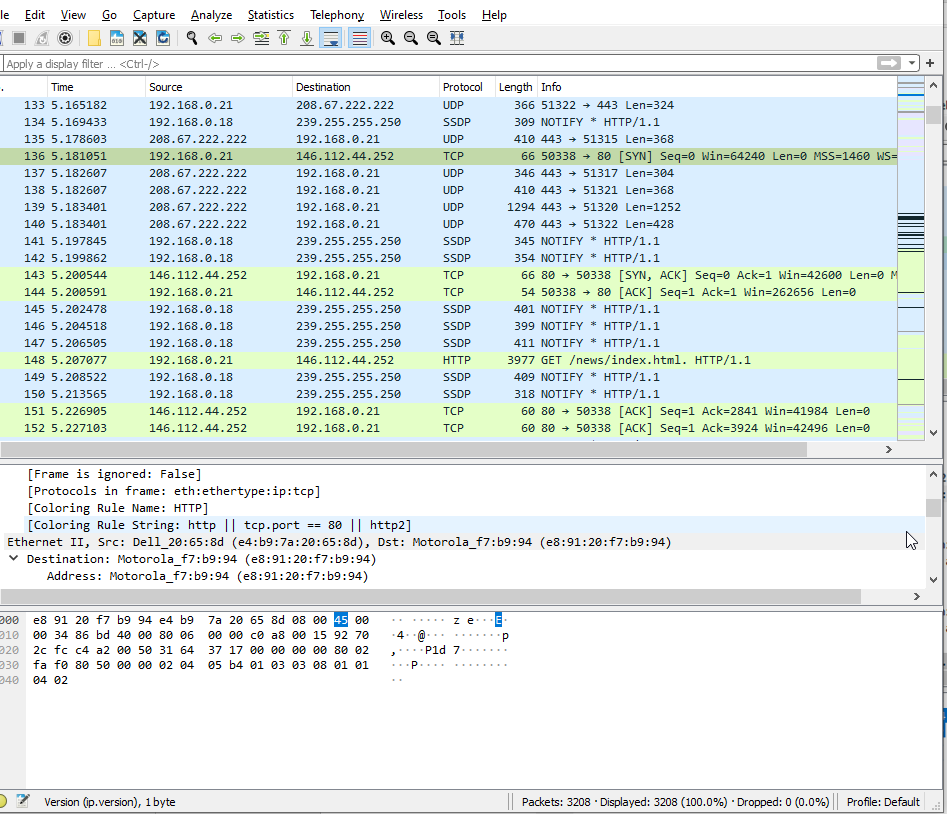 le Edit View Go Capture Analyze Statistics Telephony Wireless Tools Help
Apply a display filter ... <Ctrl-/>
. Time Source Destination Protocol Length Info
133 5.165182 192.168.0.21 208.67.222.222 UDP 366 51322 → 443 Len=324
134 5.169433 192.168.0.18 239.255.255.250 SSDP 309 NOTIFY * HTTP/1.1
135 5.178603 208.67.222.222 192.168.0.21 UDP 410 443 → 51315 Len=368
136 5.181051 192.168.0.21 146.112.44.252 TCP 66 50338 → 80 [SYN] Seq=0 Win=64240 Len=0 MSS=1460 WS=
137 5.182607 208.67.222.222 192.168.0.21 UDP 346 443 → 51317 Len=304
138 5.182607 208.67.222.222 192.168.0.21 UDP 410 443 → 51321 Len=368
139 5.183401 208.67.222.222 192.168.0.21 UDP 1294 443 → 51320 Len=1252
140 5.183401 208.67.222.222 192.168.0.21 UDP 470 443 → 51322 Len=428
141 5.197845 192.168.0.18 239.255.255.250 SSDP 345 NOTIFY * HTTP/1.1
142 5.199862 192.168.0.18 239.255.255.250 SSDP 354 NOTIFY * HTTP/1.1
143 5.200544 146.112.44.252 192.168.0.21 TCP 66 80 → 50338 [SYN, ACK] Seq=0 Ack=1 Win=42600 Len=0 M
144 5.200591 192.168.0.21 146.112.44.252 TCP 54 50338 → 80 [ACK] Seq=1 Ack=1 Win=262656 Len=0
145 5.202478 192.168.0.18 239.255.255.250 SSDP 401 NOTIFY * HTTP/1.1
146 5.204518 192.168.0.18 239.255.255.250 SSDP 399 NOTIFY * HTTP/1.1
147 5.206505 192.168.0.18 239.255.255.250 SSDP 411 NOTIFY * HTTP/1.1
148 5.207077 192.168.0.21 146.112.44.252 HTTP 3977 GET /news/index.html. HTTP/1.1
149 5.208522 192.168.0.18 239.255.255.250 SSDP 409 NOTIFY * HTTP/1.1
150 5.213565 192.168.0.18 239.255.255.250 SSDP 318 NOTIFY * HTTP/1.1
151 5.226905 146.112.44.252 192.168.0.21 TCP 60 80 → 50338 [ACK] Seq=1 Ack=2841 Win=41984 Len=0
152 5.227103 146.112.44.252 192.168.0.21 TCP 60 80 → 50338 [ACK] Seq=1 Ack=3924 Win=42496 Len=0
[Frame is ignored: False]
[Protocols in frame: eth:ethertype:ip:tcp]
[Coloring Rule Name: HTTP]
[Coloring Rule String: http || tcp.port == 80 || http2]
Ethernet II, Src: Dell_20:65:8d (e4:b9:7a:20:65:8d), Dst: Motorola_f7:b9:94 (e8:91:20:f7:b9:94)
Destination: Motorola_f7:b9:94 (e8:91:20:f7:b9:94)
Address: Motorola_f7:b9:94 (e8:91:20:f7:b9:94)
000 e8 91 20 f7 b9 94 e4 b9 7a 20 65 8d 08 00 45 00 ·· ····· z e···E·
010 00 34 86 bd 40 00 80 06 00 00 c0 a8 00 15 92 70 ·4··@··· ·······p
020 2c fc c4 a2 00 50 31 64 37 17 00 00 00 00 80 02 ,····P1d 7·······
030 fa f0 80 50 00 00 02 04 05 b4 01 03 03 08 01 01 ···P···· ········
040 04 02 ··
Version (ip.version), 1 byte Packets: 3208 · Displayed: 3208 (100.0%) · Dropped: 0 (0.0%) Profile: Default